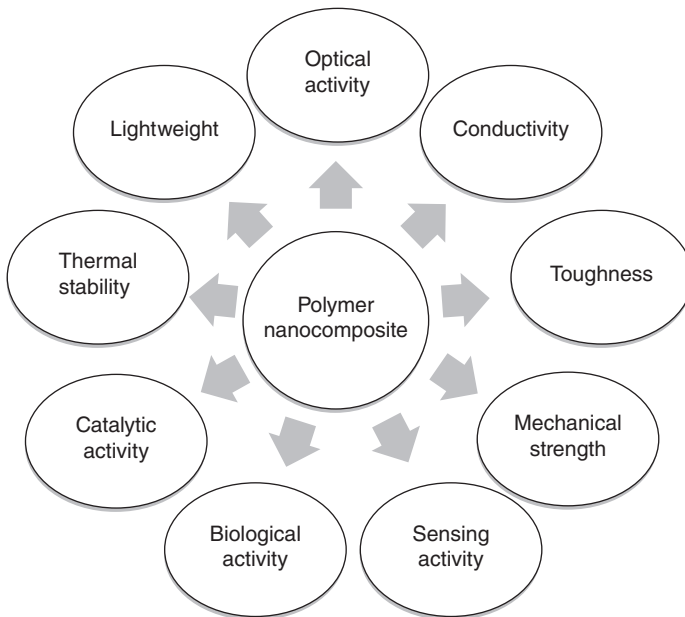 Optical
activity
Lightweight
Conductivity
Thermal
stability
Toughness
Polymer
nanocomposite
Catalytic
activity
Mechanical
strength
Biological
activity
Sensing
activity